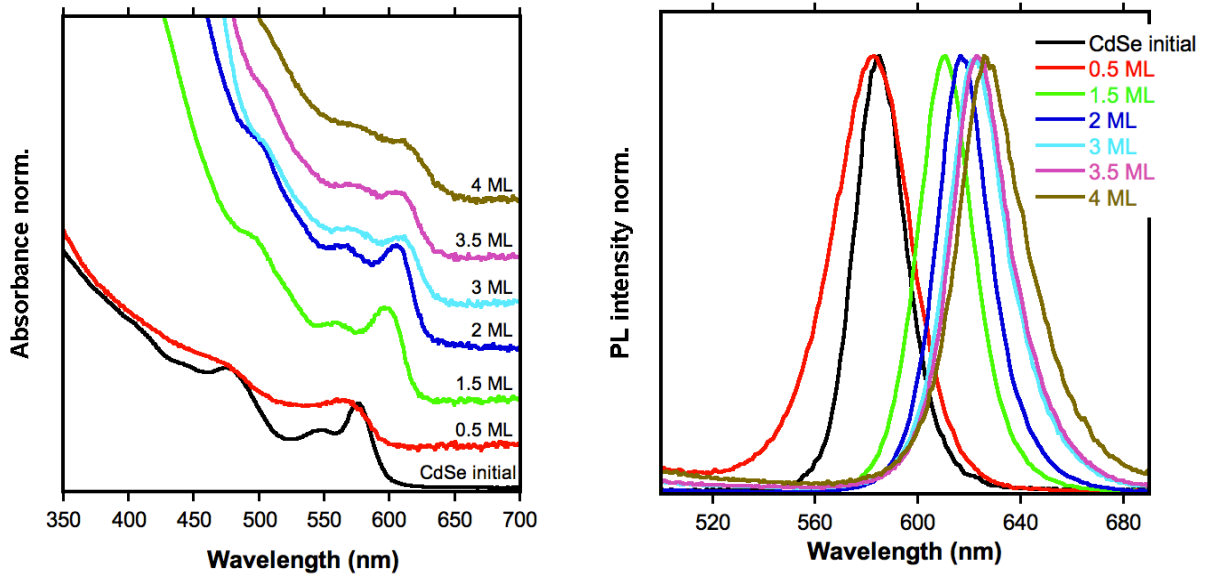 Absorbance norm.
4 ML
3.5 ML
3 ML
2 ML
1.5 ML
0.5 ML
CdSe initial
350 400 450 500 550 600 650 700
Wavelength (nm)
PL intensity norm.
CdSe initial
0.5 ML
1.5 ML
2 ML
3 ML
3.5 ML
4 ML
520 560 600 640 680
Wavelength (nm)